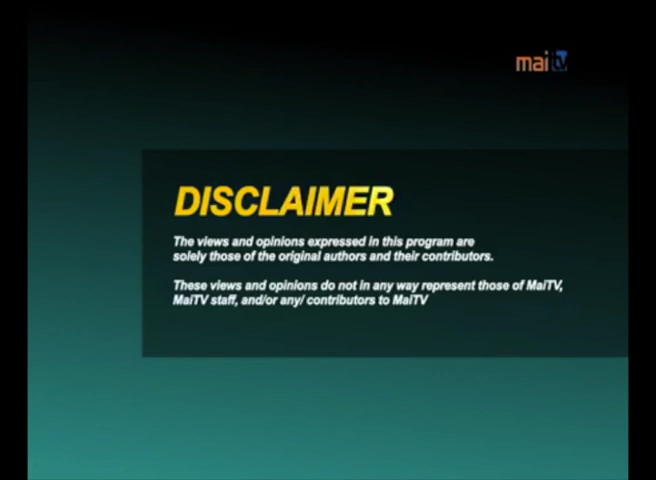 maitv
DISCLAIMER
The views and opinions expressed in this program are
solely those of the original authors and their contributors.
These views and opinions do not in any way represent those of MaiTV,
MaiTV staff, and/or any/ contributors to MaiTV